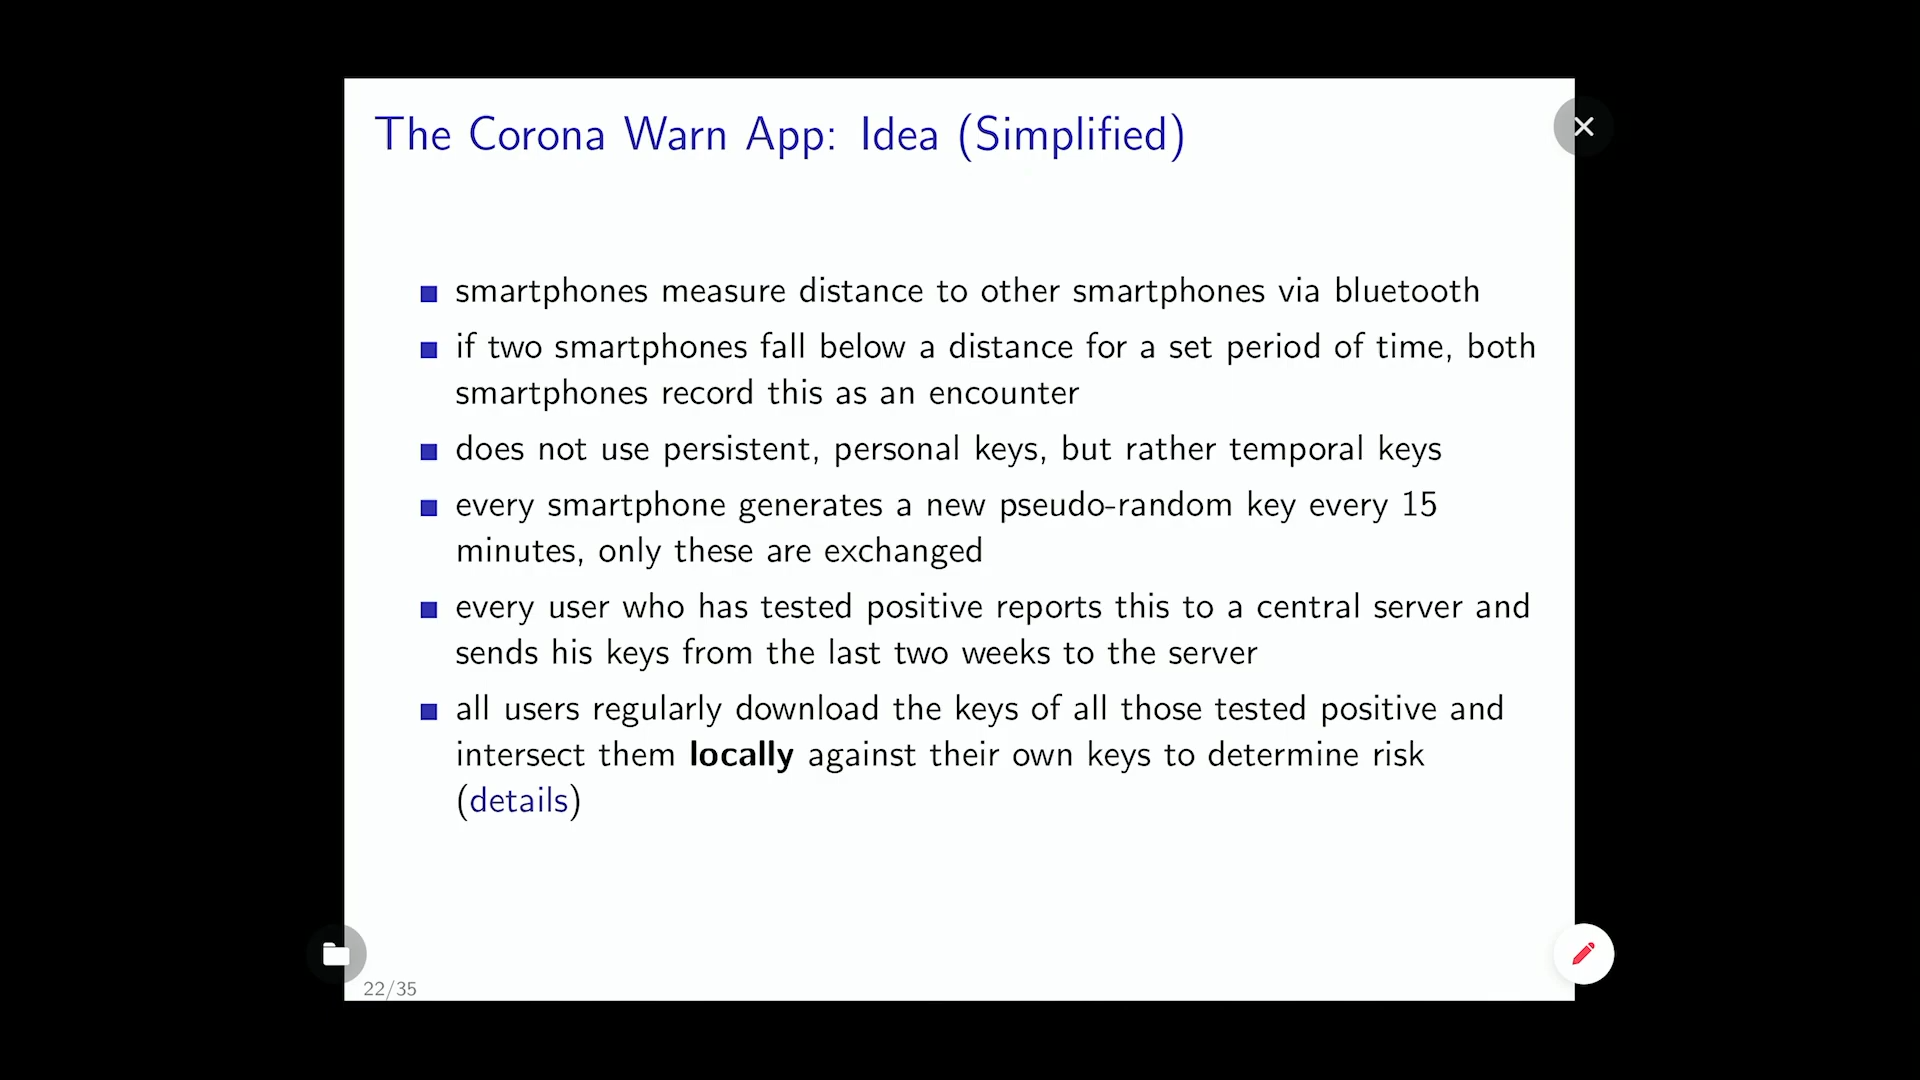 The Corona Warn App: Idea (Simplified)
smartphones measure distance to other smartphones via bluetooth
if two smartphones fall below a distance for a set period of time, both
smartphones record this as an encounter
does not use persistent, personal keys, but rather temporal keys
every smartphone generates a new pseudo-random key every 15
minutes, only these are exchanged
every user who has tested positive reports this to a central server and
sends his keys from the last two weeks to the server
all users regularly download the keys of all those tested positive and
intersect them locally against their own keys to determine risk
(details)
22/35